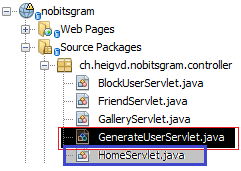 nobitsgram
Web Pages
Source Packages
ch.heigvd.nobitsgram.controller
BlockUserServlet.java
FriendServlet.java
GalleryServlet.java
GenerateUserServlet.java
HomeServlet.java